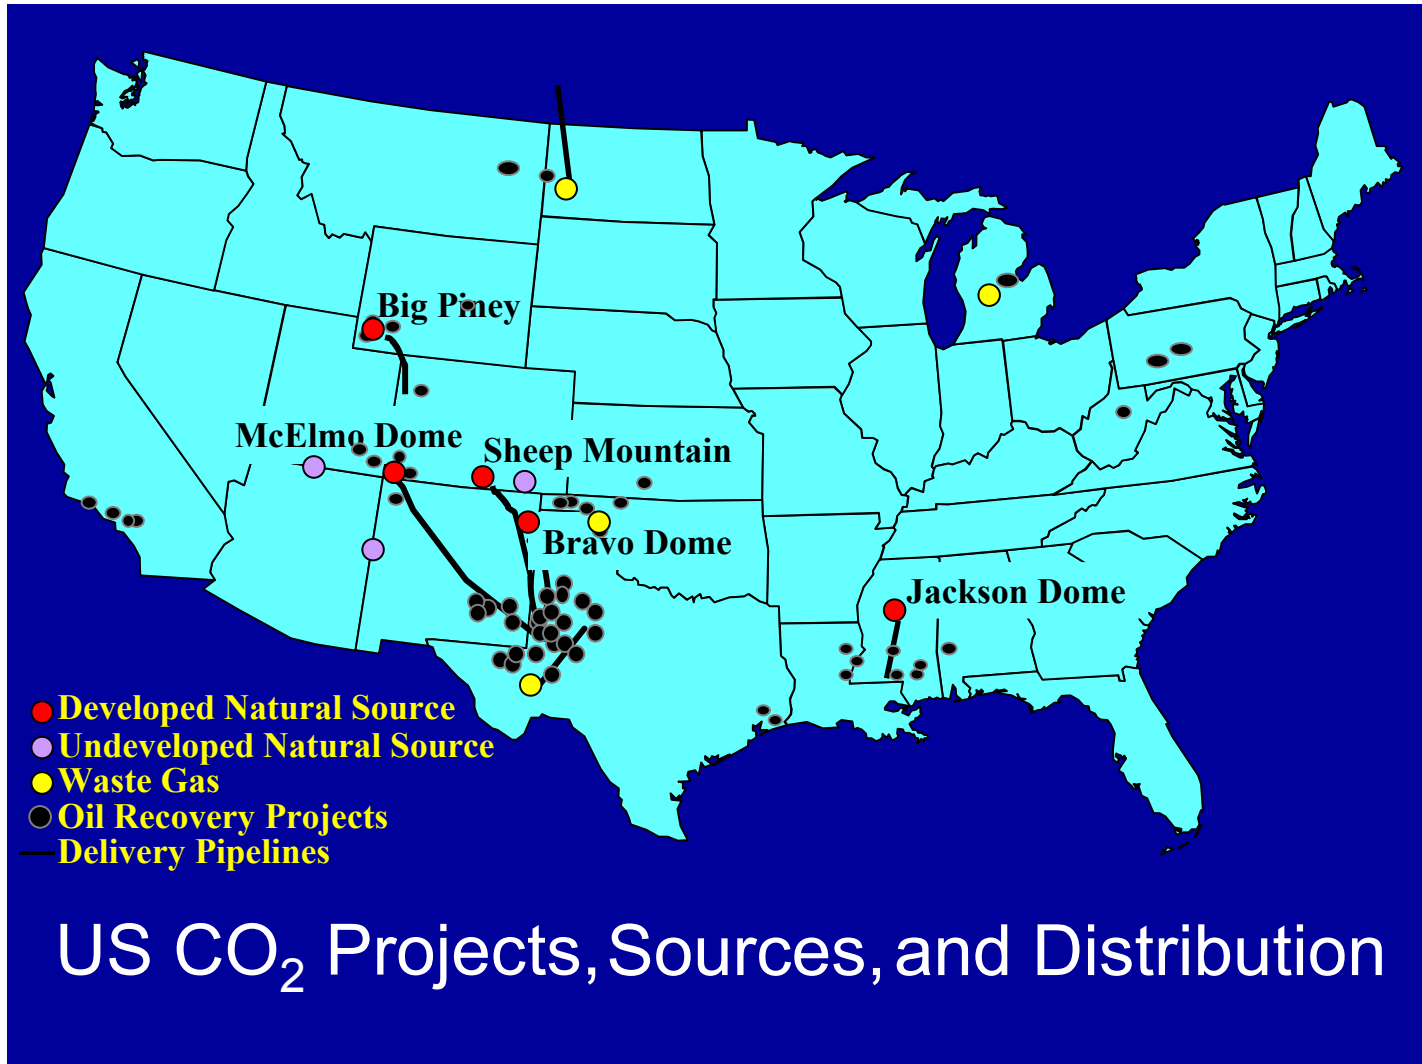 Big Piney
McElmo Dome
Sheep Mountain
Bravo Dome
Jackson Dome
Developed Natural Source
Undeveloped Natural Source
Waste Gas
Oil Recovery Projects
Delivery Pipelines
US CO₂ Projects, Sources, and Distribution